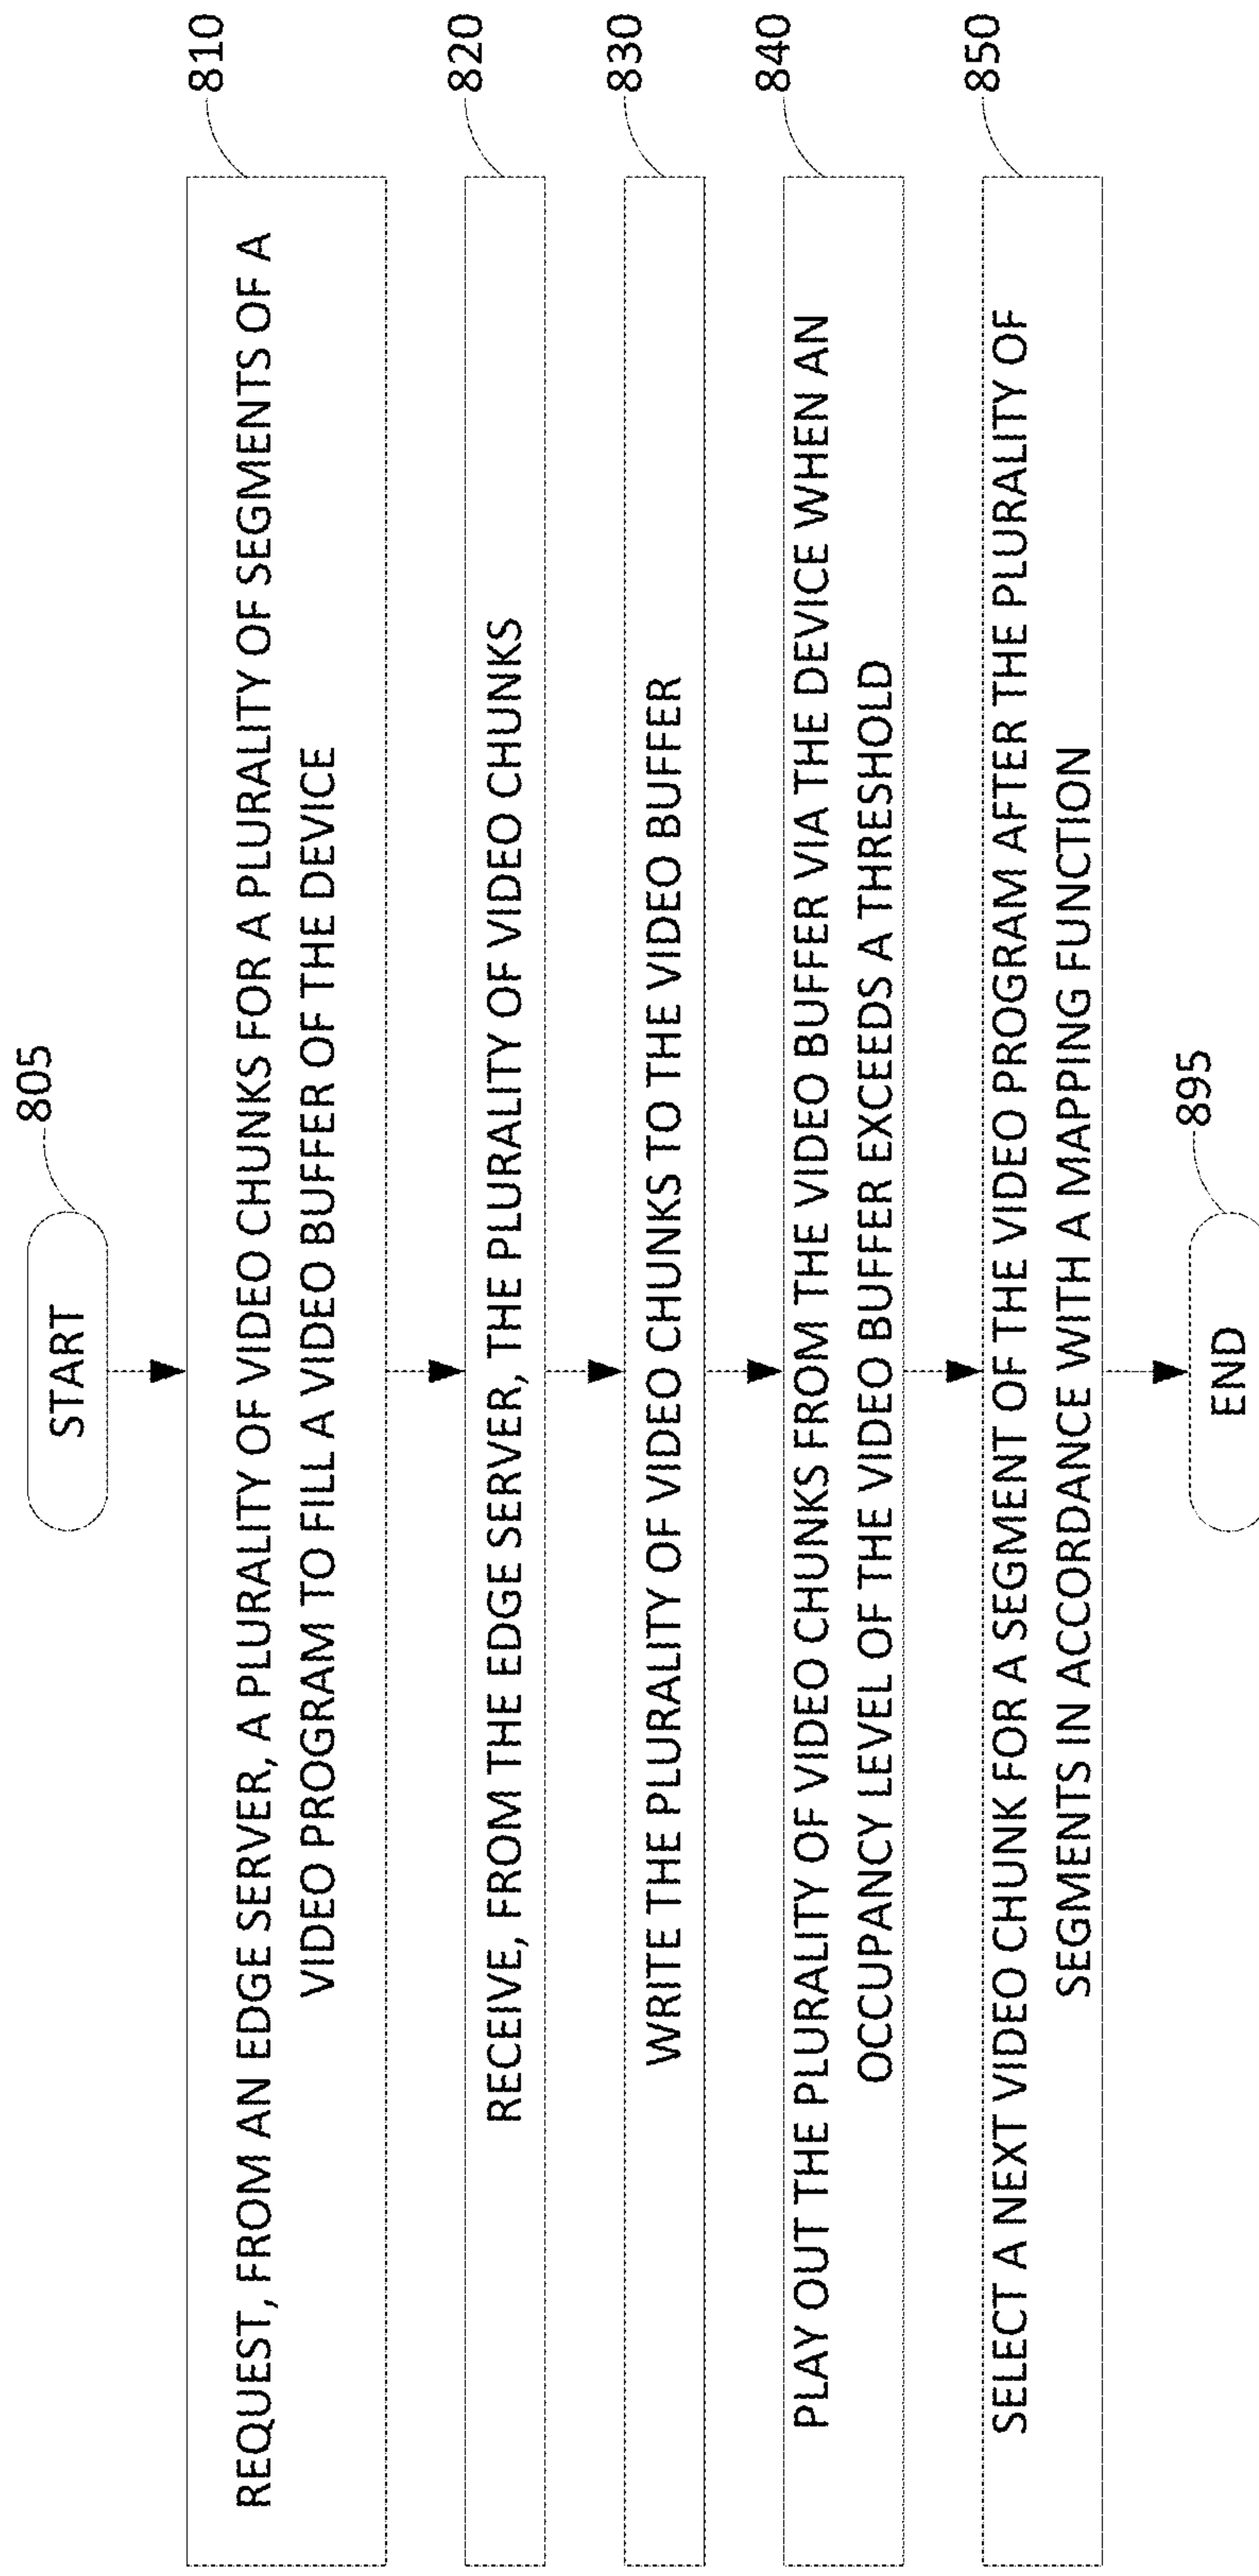 805
START
810
REQUEST, FROM AN EDGE SERVER, A PLURALITY OF VIDEO CHUNKS FOR A PLURALITY OF SEGMENTS OF A
VIDEO PROGRAM TO FILL A VIDEO BUFFER OF THE DEVICE
820
RECEIVE, FROM THE EDGE SERVER, THE PLURALITY OF VIDEO CHUNKS
830
WRITE THE PLURALITY OF VIDEO CHUNKS TO THE VIDEO BUFFER
840
PLAY OUT THE PLURALITY OF VIDEO CHUNKS FROM THE VIDEO BUFFER VIA THE DEVICE WHEN AN
OCCUPANCY LEVEL OF THE VIDEO BUFFER EXCEEDS A THRESHOLD
850
SELECT A NEXT VIDEO CHUNK FOR A SEGMENT OF THE VIDEO PROGRAM AFTER THE PLURALITY OF
SEGMENTS IN ACCORDANCE WITH A MAPPING FUNCTION
895
END